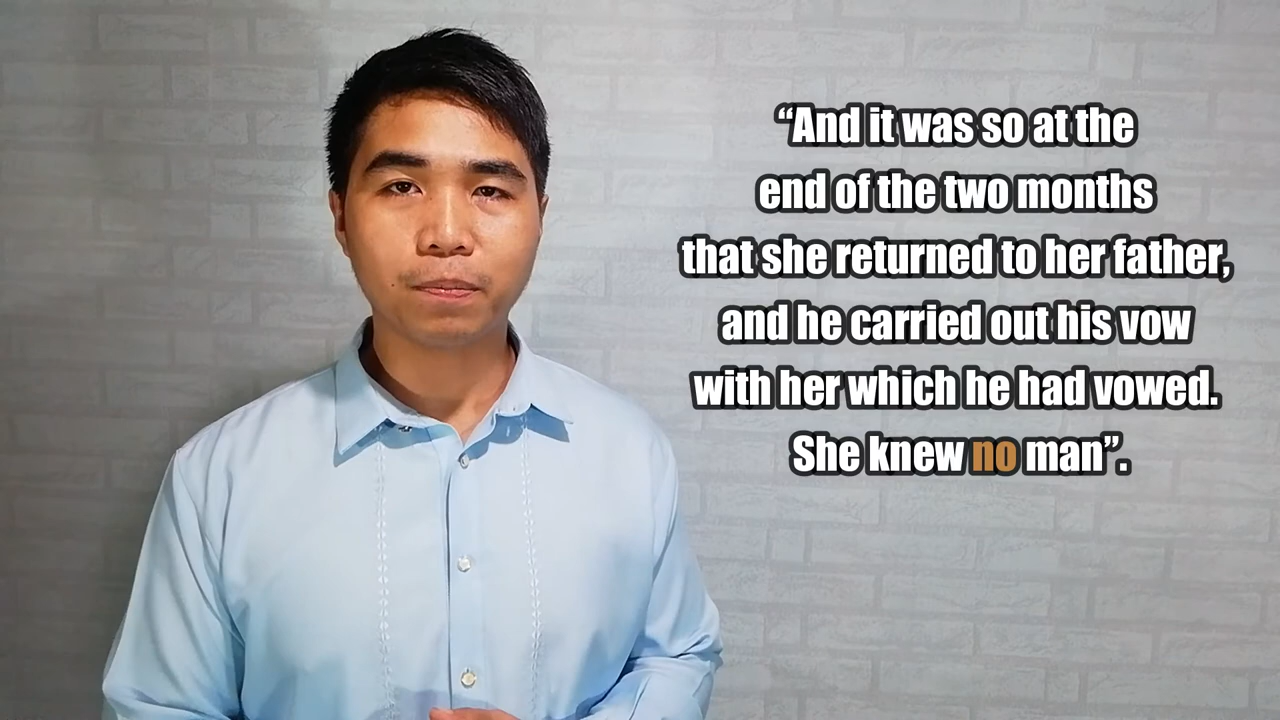 “And it was so at the
end of the two months
that she returned to her father,
and he carried out his vow
with her which he had vowed.
She knew no man”.